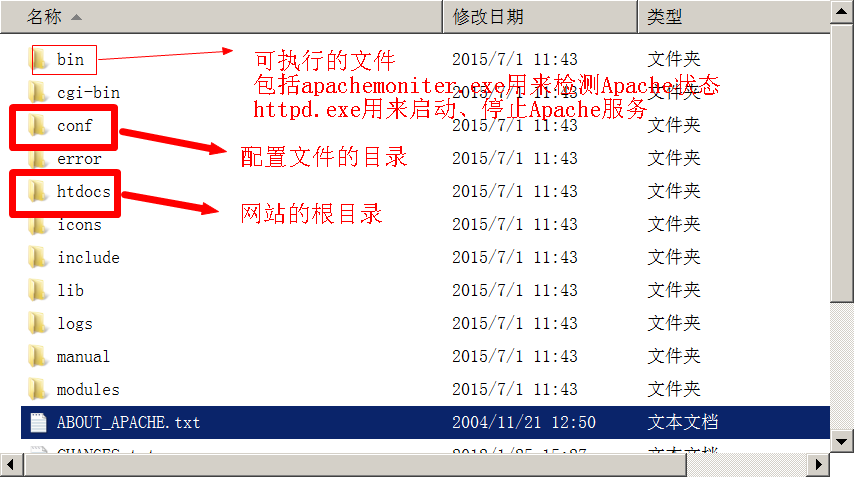 名称 修改日期 类型
bin 2015/7/1 11:43 文件夹
可执行的文件
包括apachemoniter.exe用来检测Apache状态
cgi-bin 2015/7/1 11:43 文件夹
httpd.exe用来启动、停止Apache服务
conf 2015/7/1 11:43 文件夹
配置文件的目录
error 2015/7/1 11:43 文件夹
htdocs 2015/7/1 11:43 文件夹
网站的根目录
icons 2015/7/1 11:43 文件夹
include 2015/7/1 11:43 文件夹
lib 2015/7/1 11:43 文件夹
logs 2015/7/1 11:43 文件夹
manual 2015/7/1 11:43 文件夹
modules 2015/7/1 11:43 文件夹
ABOUT_APACHE.txt 2004/11/21 12:50 文本文档